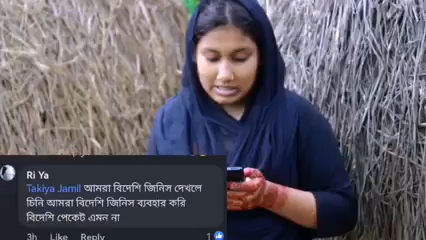 Ri Ya
Takiya Jamil আমরা বিদেশি জিনিস দেখলে
চিনি আমরা বিদেশি জিনিস ব্যবহার করি
বিদেশি পেকেট এমন না
3h Like Reply 1